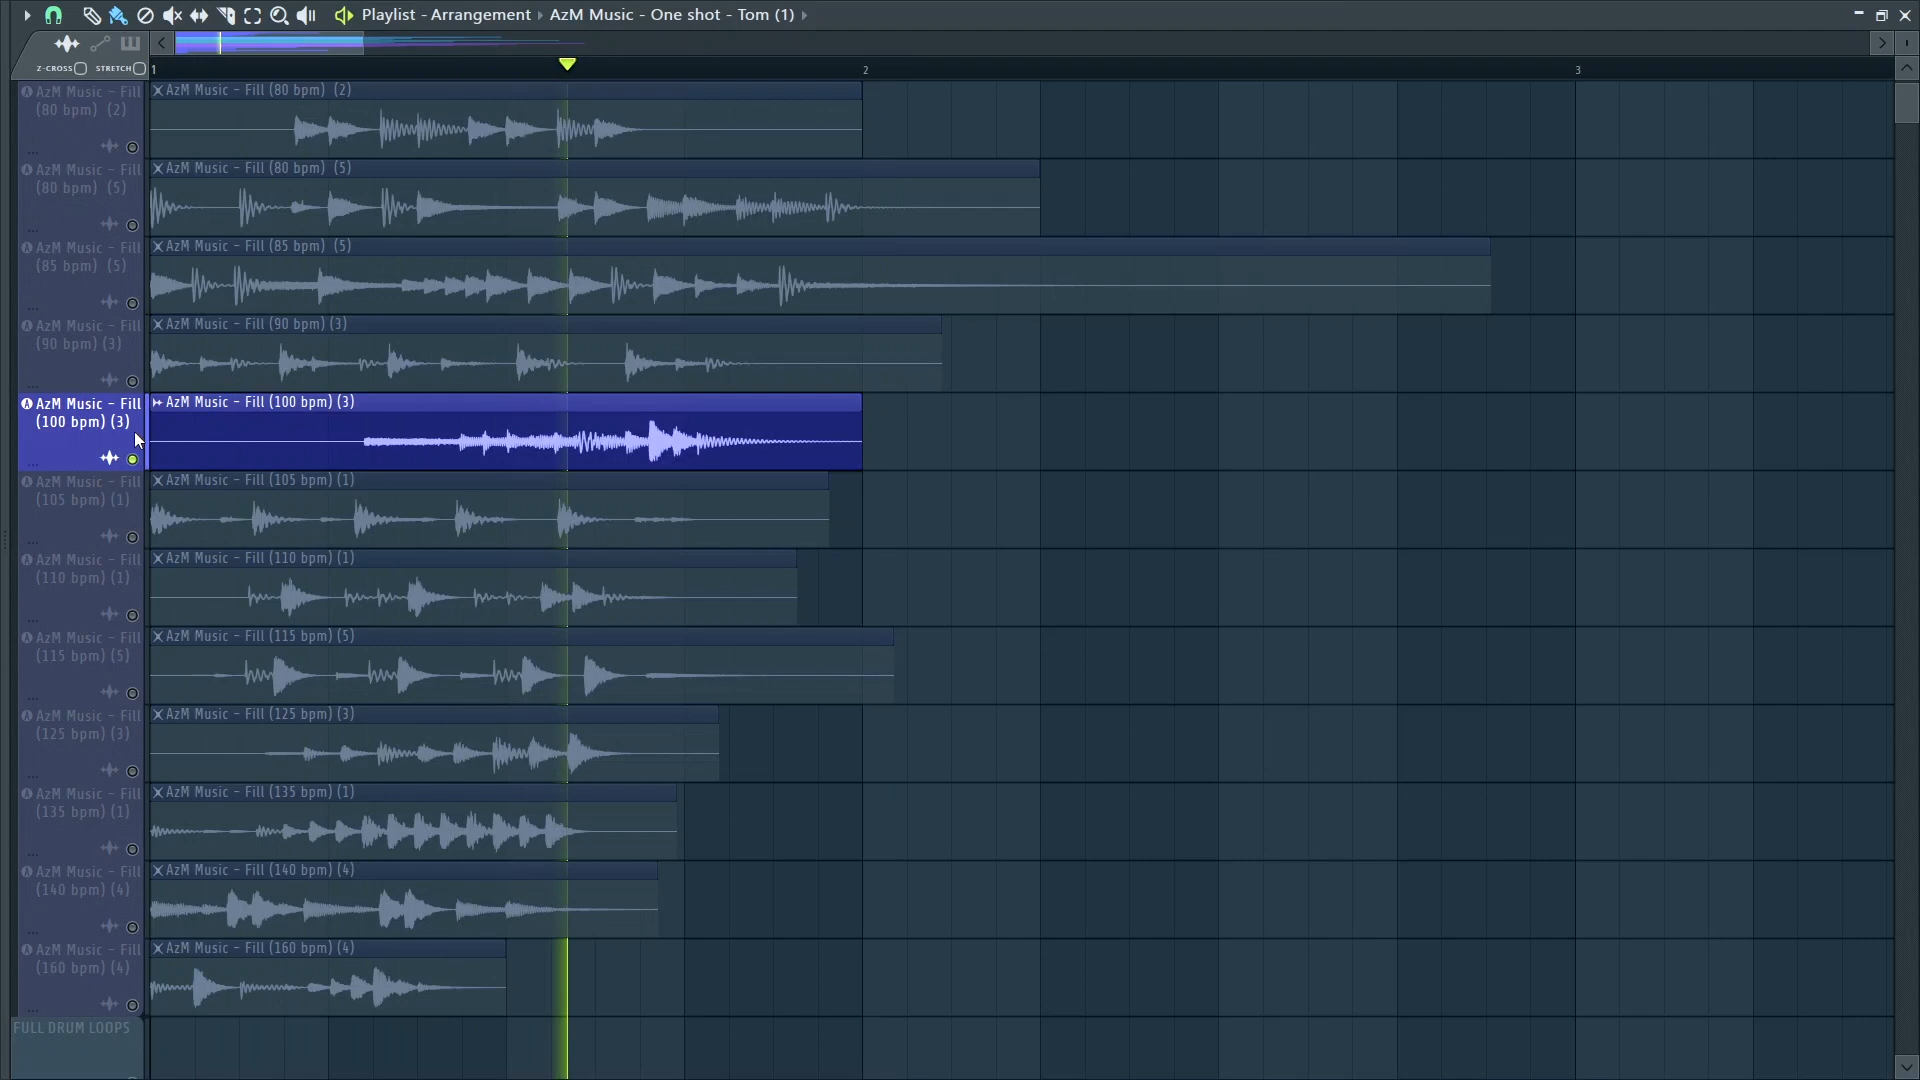 Playlist - Arrangement › AzM Music - One shot - Tom (1) ›
Z-CROSS STRETCH 1 2 3
AzM Music - Fill
(80 bpm) (2)
...
AzM Music - Fill (80 bpm) (2)
AzM Music - Fill
(80 bpm) (5)
...
AzM Music - Fill (80 bpm) (5)
AzM Music - Fill
(85 bpm) (5)
...
AzM Music - Fill (85 bpm) (5)
AzM Music - Fill
(90 bpm) (3)
...
AzM Music - Fill (90 bpm) (3)
AzM Music - Fill
(100 bpm) (3)
...
AzM Music - Fill (100 bpm) (3)
AzM Music - Fill
(105 bpm) (1)
...
AzM Music - Fill (105 bpm) (1)
AzM Music - Fill
(110 bpm) (1)
...
AzM Music - Fill (110 bpm) (1)
AzM Music - Fill
(115 bpm) (5)
...
AzM Music - Fill (115 bpm) (5)
AzM Music - Fill
(125 bpm) (3)
...
AzM Music - Fill (125 bpm) (3)
AzM Music - Fill
(135 bpm) (1)
...
AzM Music - Fill (135 bpm) (1)
AzM Music - Fill
(140 bpm) (4)
...
AzM Music - Fill (140 bpm) (4)
AzM Music - Fill
(160 bpm) (4)
...
AzM Music - Fill (160 bpm) (4)
FULL DRUM LOOPS